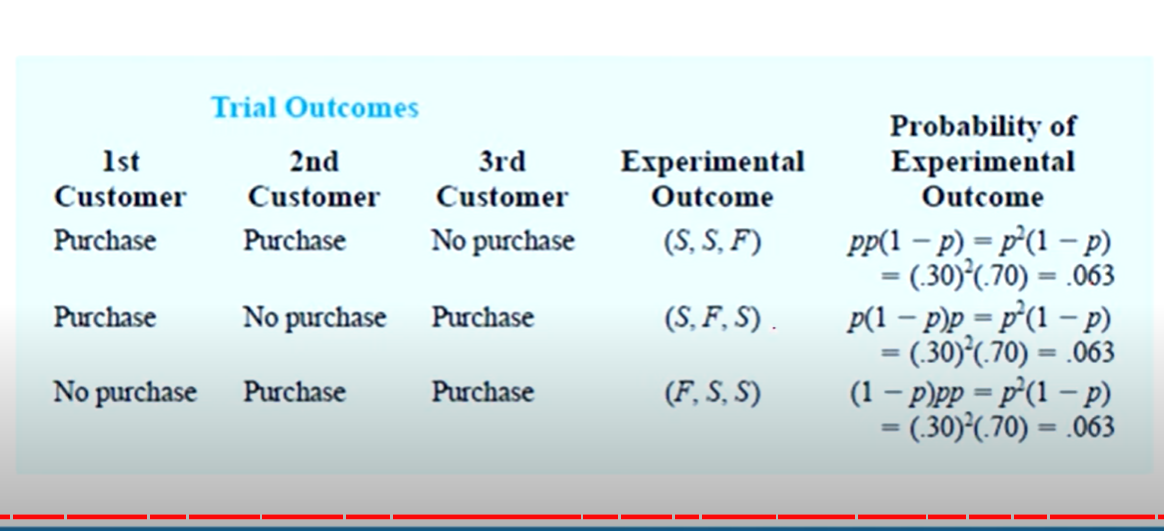 Trial Outcomes
Probability of
1st 2nd 3rd Experimental Experimental
Customer Customer Customer Outcome Outcome
Purchase Purchase No purchase (S, S, F) pp(1 − p) = p²(1 − p)
= (.30)²(.70) = .063
Purchase No purchase Purchase (S, F, S) . p(1 − p)p = p²(1 − p)
= (.30)²(.70) = .063
No purchase Purchase Purchase (F, S, S) (1 − p)pp = p²(1 − p)
= (.30)²(.70) = .063